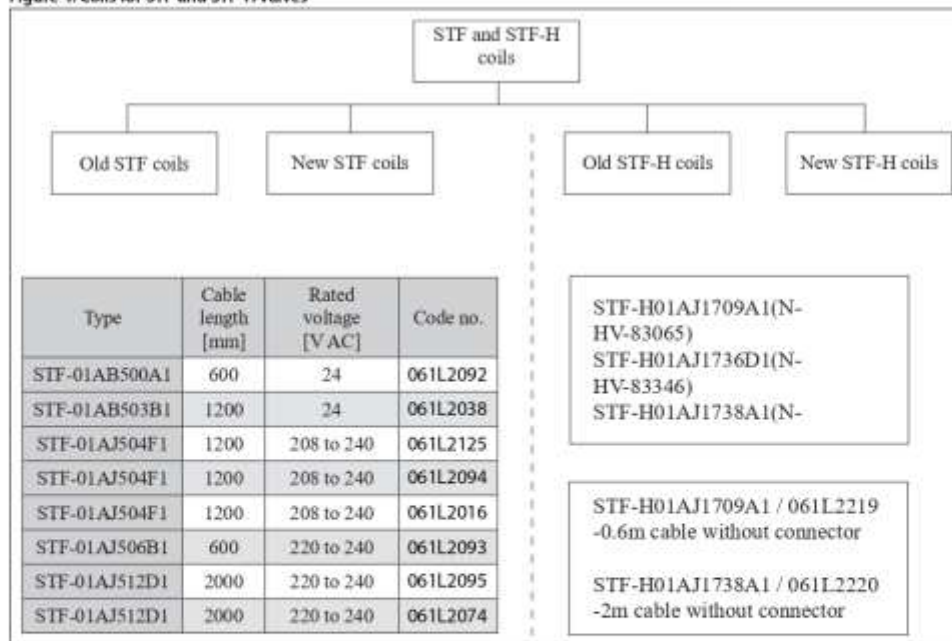 STF and STF-H
coils
Old STF coils
New STF coils
Old STF-H coils
New STF-H coils
Type Cable length [mm] Rated voltage [V AC] Code no.
STF-01AB500A1 600 24 061L2092
STF-01AB503B1 1200 24 061L2038
STF-01AJ504F1 1200 208 to 240 061L2125
STF-01AJ504F1 1200 208 to 240 061L2094
STF-01AJ504F1 1200 208 to 240 061L2016
STF-01AJ506B1 600 220 to 240 061L2093
STF-01AJ512D1 2000 220 to 240 061L2095
STF-01AJ512D1 2000 220 to 240 061L2074
STF-H01AJ1709A1(N-
HV-83065)
STF-H01AJ1736D1(N-
HV-83346)
STF-H01AJ1738A1(N-
STF-H01AJ1709A1 / 061L2219
-0.6m cable without connector
STF-H01AJ1738A1 / 061L2220
-2m cable without connector